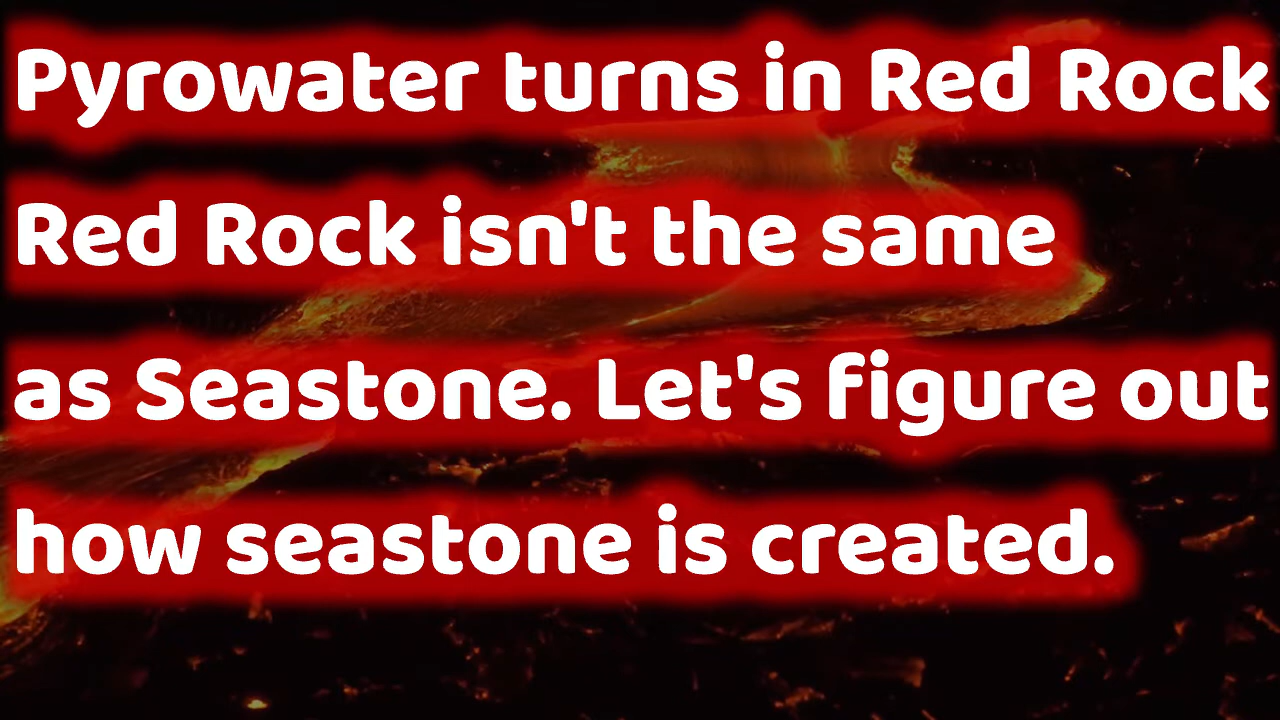 Pyrowater turns in Red Rock
Red Rock isn't the same
as Seastone. Let's figure out
how seastone is created.